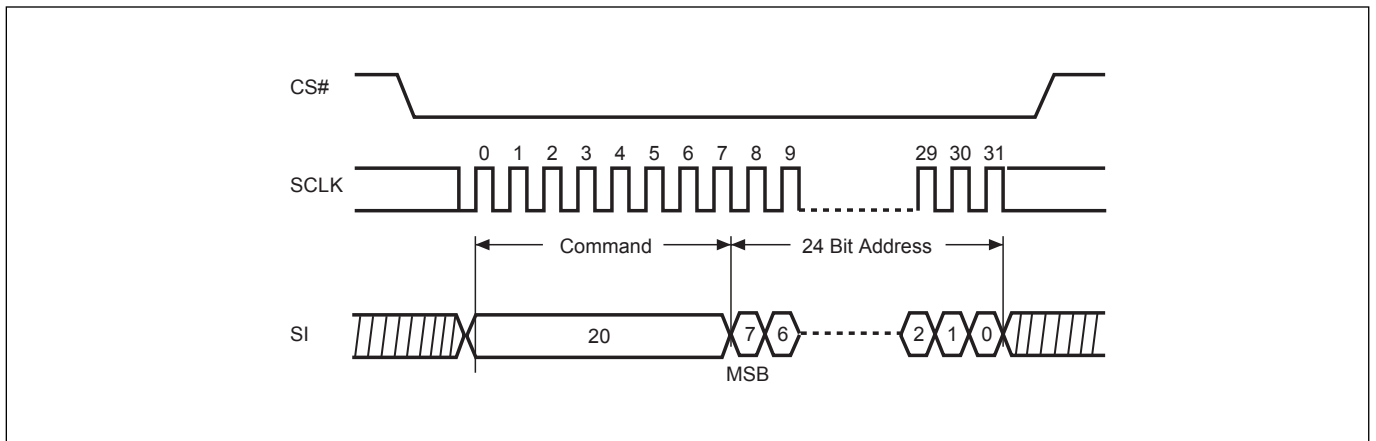 CS#
0 1 2 3 4 5 6 7 8 9 29 30 31
SCLK
Command 24 Bit Address
SI 20 7 6 2 1 0
MSB